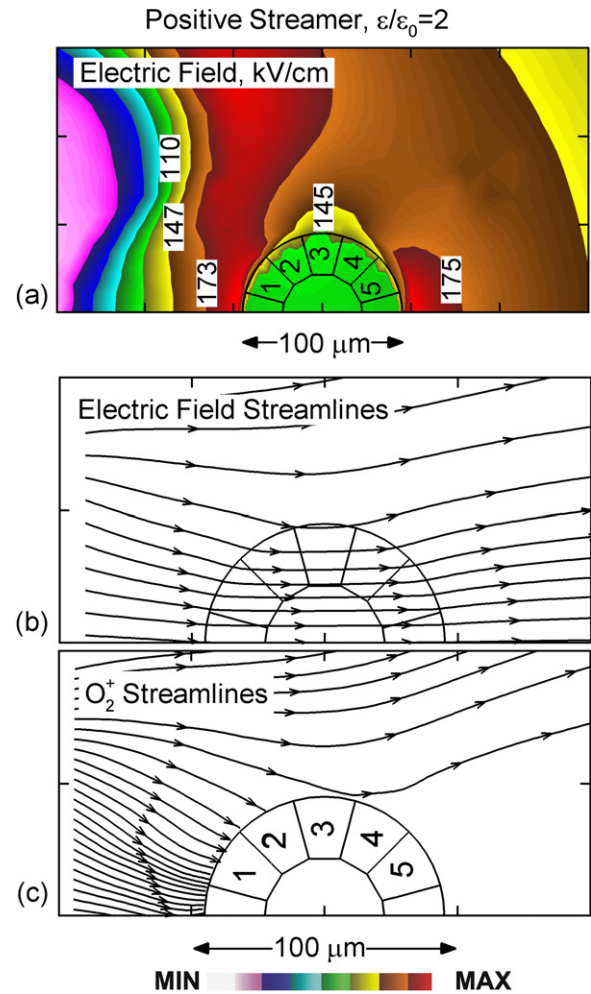 Positive Streamer, ε/ε₀=2
Electric Field, kV/cm
110
147
173
145
175
1 2 3 4 5
(a)
100 μm
Electric Field Streamlines
(b)
O₂⁺ Streamlines
1 2 3 4 5
(c)
100 μm
MIN MAX